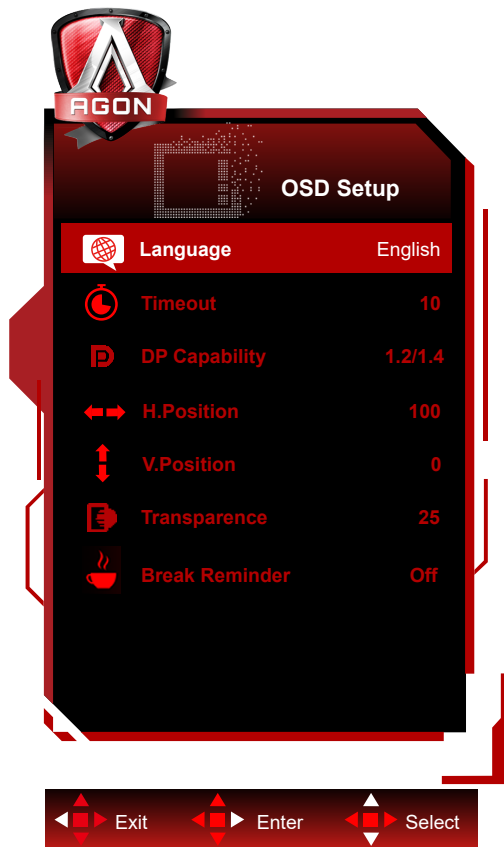 AGON
OSD Setup
Language English
Timeout 10
DP Capability 1.2/1.4
H.Position 100
V.Position 0
Transparence 25
Break Reminder Off
Exit Enter Select